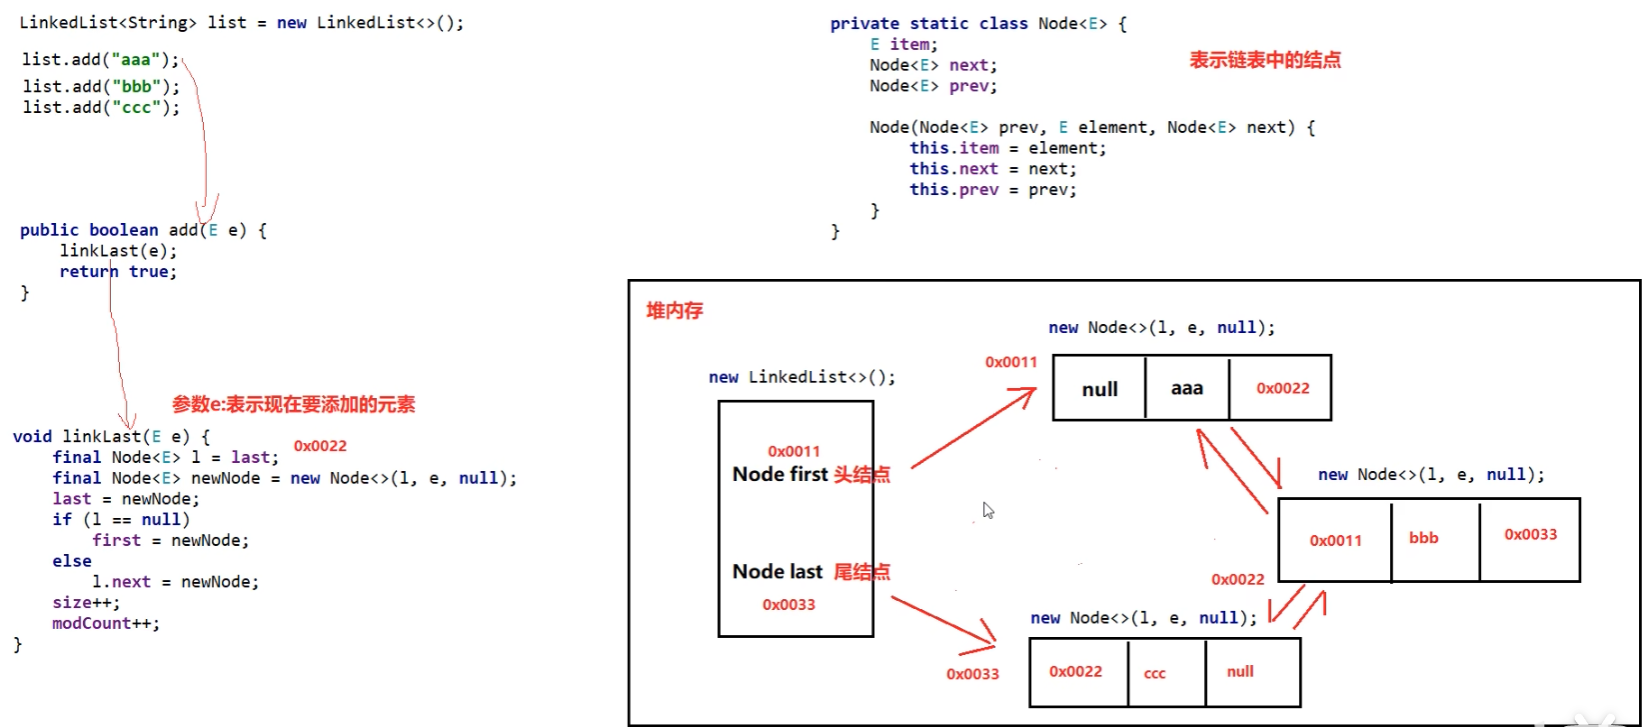 LinkedList<String> list = new LinkedList<>();
list.add("aaa");
list.add("bbb");
list.add("ccc");
public boolean add(E e) {
linkLast(e);
return true;
}
参数e:表示现在要添加的元素
void linkLast(E e) {
0x0022
final Node<E> l = last;
final Node<E> newNode = new Node<>(l, e, null);
last = newNode;
if (l == null)
first = newNode;
else
l.next = newNode;
size++;
modCount++;
}
private static class Node<E> {
E item;
Node<E> next;
Node<E> prev;
表示链表中的结点
Node(Node<E> prev, E element, Node<E> next) {
this.item = element;
this.next = next;
this.prev = prev;
}
}
堆内存
new LinkedList<>();
0x0011
Node first 头结点
Node last 尾结点
0x0033
new Node<>(l, e, null);
0x0011
null aaa 0x0022
new Node<>(l, e, null);
0x0011 bbb 0x0033
0x0022
new Node<>(l, e, null);
0x0033
0x0022 ccc null